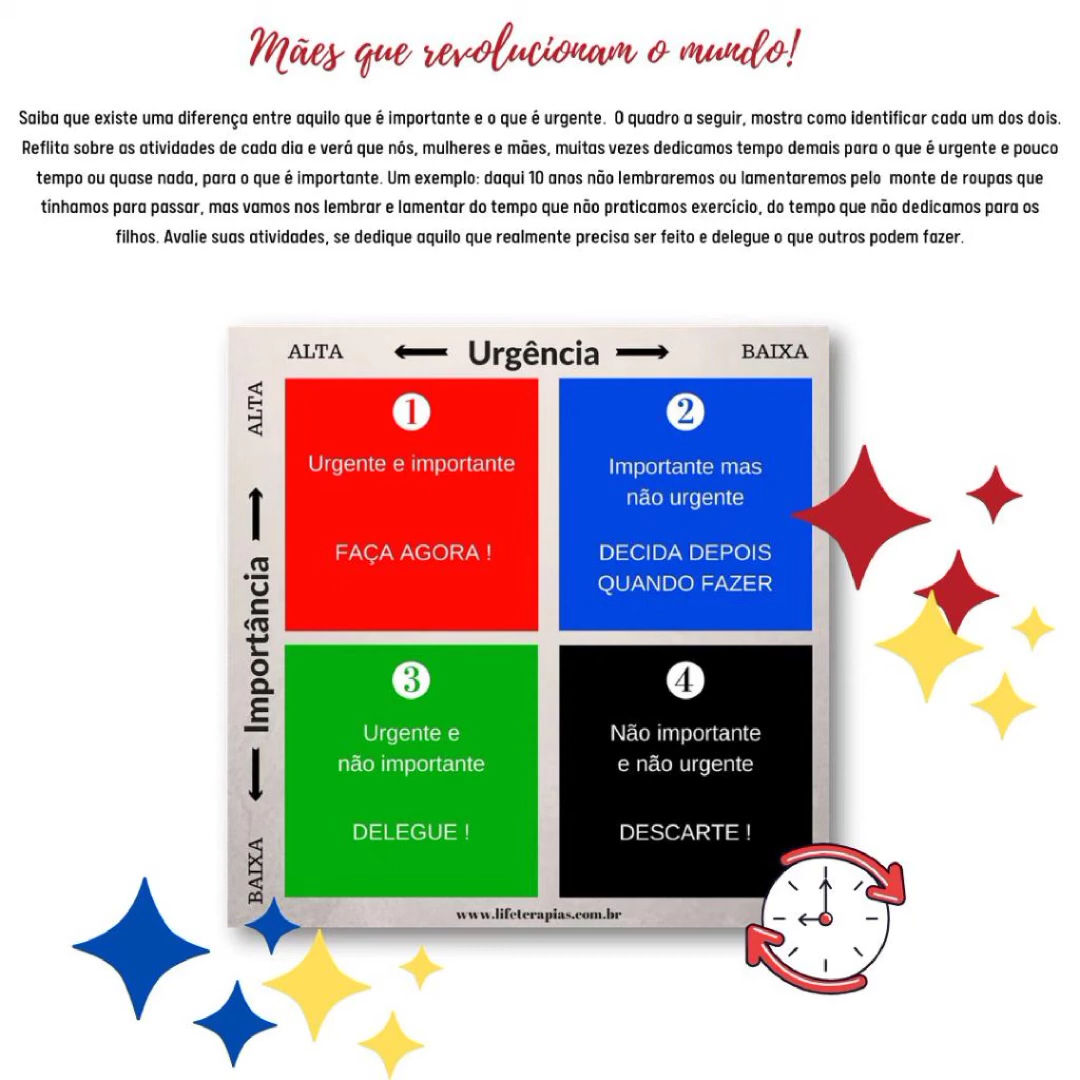 Mães que revolucionam o mundo!
Saiba que existe uma diferença entre aquilo que é importante e o que é urgente. O quadro a seguir, mostra como identificar cada um dos dois.
Reflita sobre as atividades de cada dia e verá que nós, mulheres e mães, muitas vezes dedicamos tempo demais para o que é urgente e pouco
tempo ou quase nada, para o que é importante. Um exemplo: daqui 10 anos não lembraremos ou lamentaremos pelo monte de roupas que
tínhamos para passar, mas vamos nos lembrar e lamentar do tempo que não praticamos exercício, do tempo que não dedicamos para os
filhos. Avalie suas atividades, se dedique aquilo que realmente precisa ser feito e delegue o que outros podem fazer.
ALTA Urgência BAIXA
ALTA
Importância
BAIXA
1
Urgente e importante
FAÇA AGORA !
2
Importante mas
não urgente
DECIDA DEPOIS
QUANDO FAZER
3
Urgente e
não importante
DELEGUE !
4
Não importante
e não urgente
DESCARTE !
www.lifeterapias.com.br